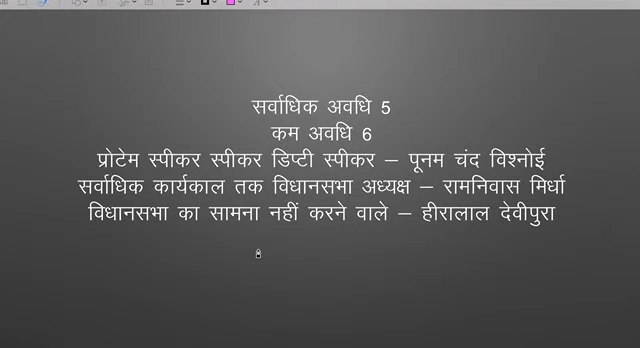 सर्वाधिक अवधि 5
कम अवधि 6
प्रोटेम स्पीकर स्पीकर डिप्टी स्पीकर – पूनम चंद विश्नोई
सर्वाधिक कार्यकाल तक विधानसभा अध्यक्ष – रामनिवास मिर्धा
विधानसभा का सामना नहीं करने वाले – हीरालाल देवीपुरा